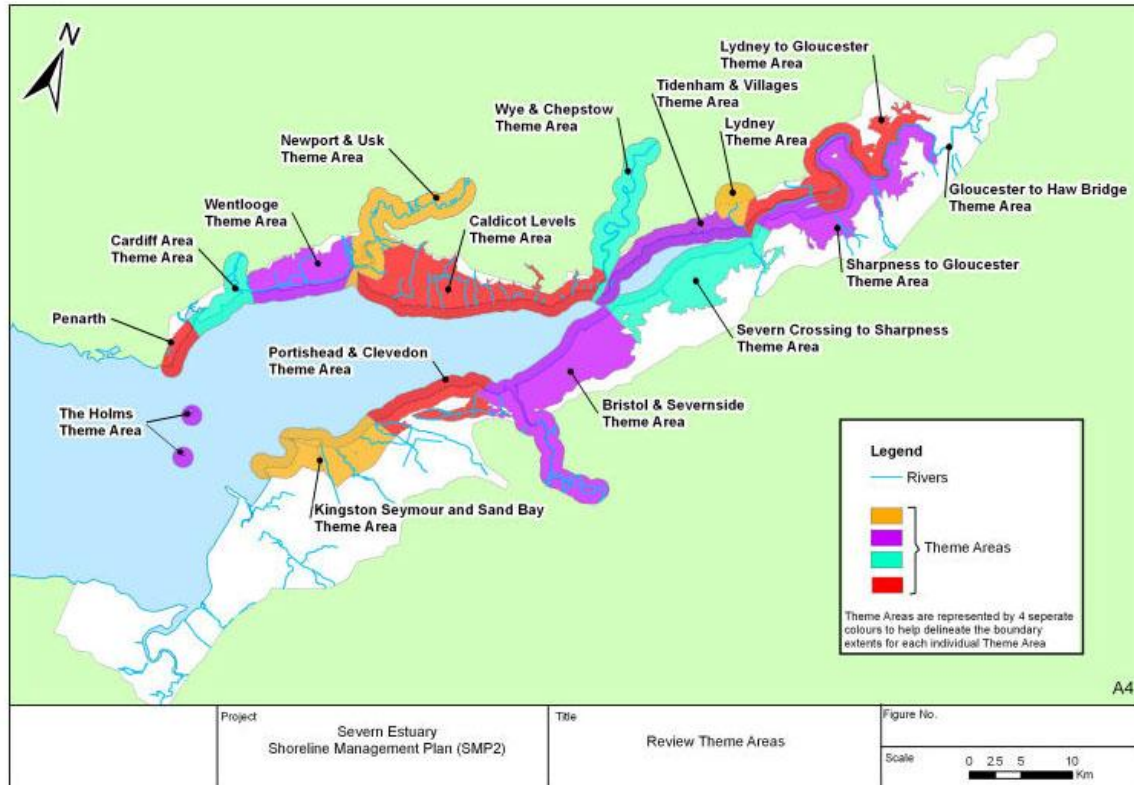 N
Lydney to Gloucester
Theme Area
Tidenham & Villages
Theme Area
Wye & Chepstow
Theme Area
Lydney
Theme Area
Newport & Usk
Theme Area
Gloucester to Haw Bridge
Theme Area
Wentlooge
Theme Area
Caldicot Levels
Theme Area
Cardiff Area
Theme Area
Sharpness to Gloucester
Theme Area
Penarth
Severn Crossing to Sharpness
Theme Area
Portishead & Clevedon
Theme Area
Bristol & Severnside
Theme Area
The Holms
Theme Area
Kingston Seymour and Sand Bay
Theme Area
Legend
Rivers
Theme Areas
Theme Areas are represented by 4 seperate
colours to help delineate the boundary
extents for each individual Theme Area
A4
Project
Severn Estuary
Shoreline Management Plan (SMP2)
Title
Review Theme Areas
Figure No.
Scale
0 2.5 5 10
Km